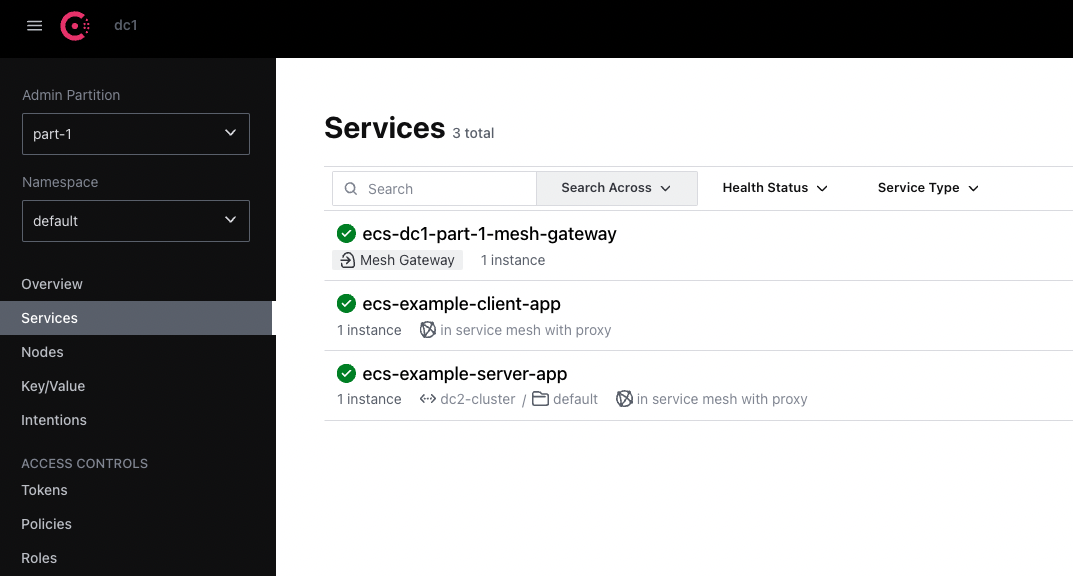 dc1
Admin Partition
part-1
Namespace
default
Overview
Services
Nodes
Key/Value
Intentions
ACCESS CONTROLS
Tokens
Policies
Roles
Services 3 total
Search Search Across Health Status Service Type
ecs-dc1-part-1-mesh-gateway
Mesh Gateway 1 instance
ecs-example-client-app
1 instance in service mesh with proxy
ecs-example-server-app
1 instance dc2-cluster / default in service mesh with proxy